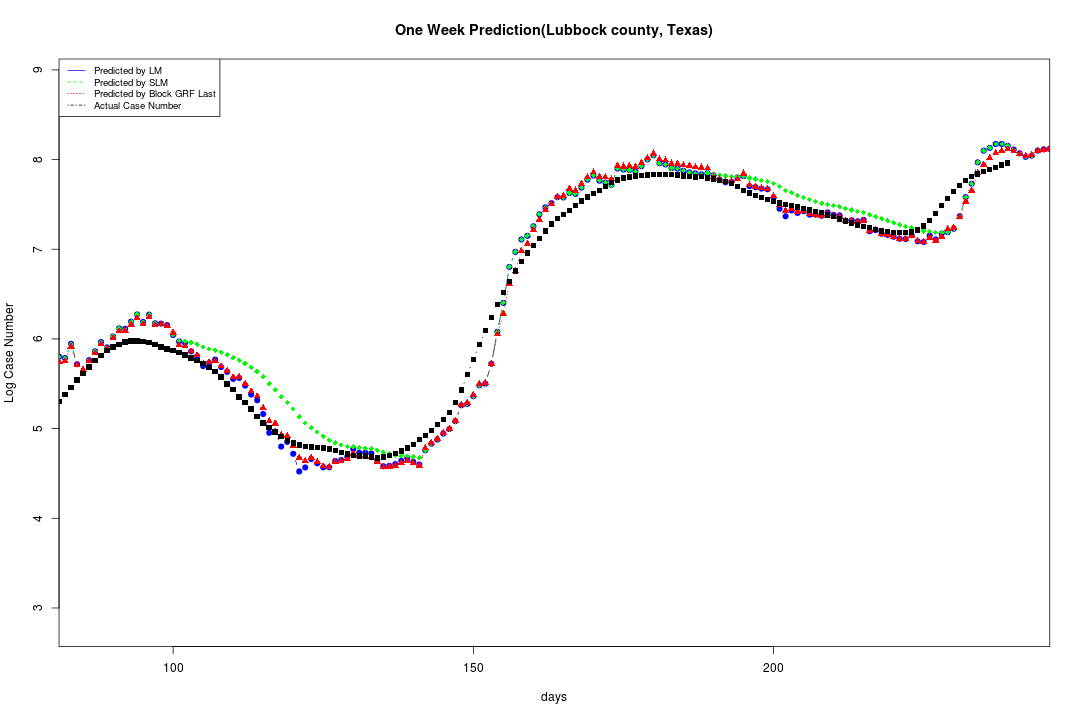 One Week Prediction(Lubbock county, Texas)
Predicted by LM
Predicted by SLM
Predicted by Block GRF Last
Actual Case Number
9
8
7
6
5
4
3
Log Case Number
100
150
200
days